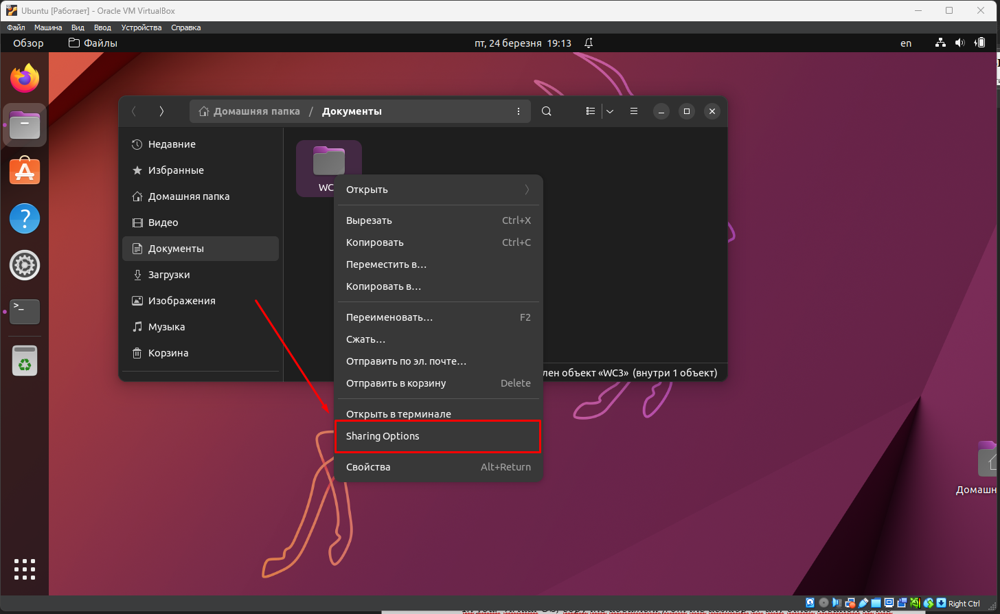 Ubuntu [Работает] - Oracle VM VirtualBox
Файл Машина Вид Ввод Устройства Справка
Обзор Файлы пт, 24 березня 19:13 en
Домашняя папка / Документы
Недавние
Избранные
Домашняя папка
Видео
Документы
Загрузки
Изображения
Музыка
Корзина
WC
Открыть
Вырезать Ctrl+X
Копировать Ctrl+C
Переместить в...
Копировать в...
Переименовать... F2
Сжать...
Отправить по эл. почте...
Отправить в корзину Delete
Открыть в терминале
Sharing Options
Свойства Alt+Return
лен объект «WC3» (внутри 1 объект)
Домашн
Right Ctrl